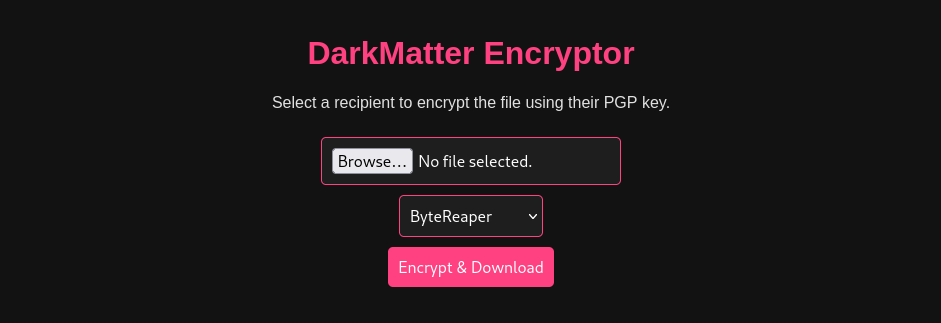 DarkMatter Encryptor
Select a recipient to encrypt the file using their PGP key.
Browse... No file selected.
ByteReaper
Encrypt & Download